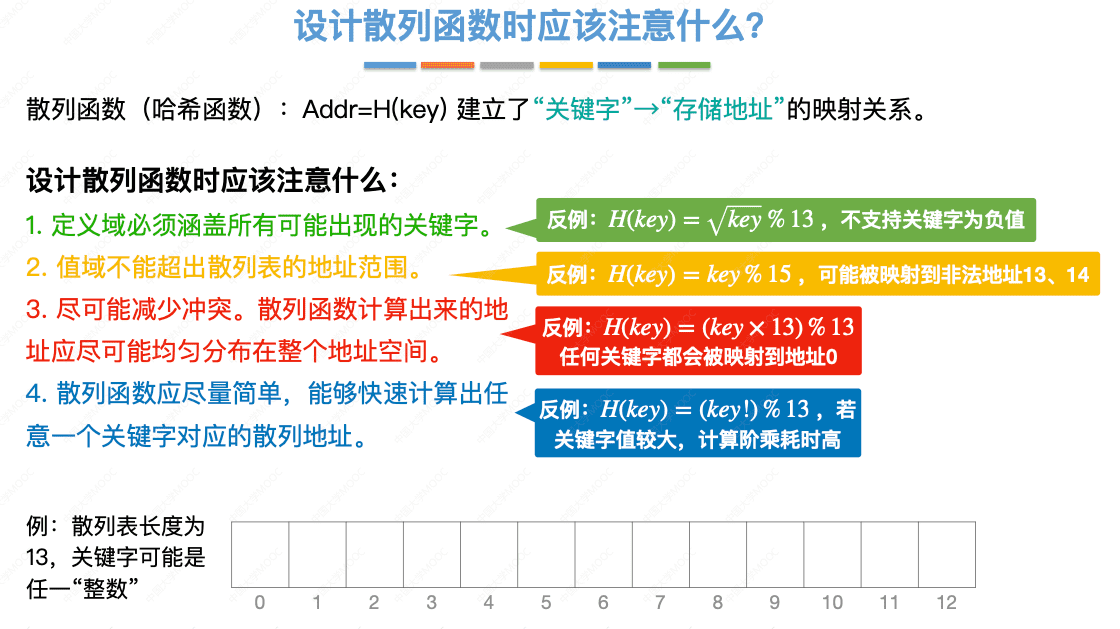 设计散列函数时应该注意什么?
散列函数（哈希函数）：Addr=H(key) 建立了“关键字”→“存储地址”的映射关系。
设计散列函数时应该注意什么：
1. 定义域必须涵盖所有可能出现的关键字。
反例：H(key) = √key % 13 ，不支持关键字为负值
2. 值域不能超出散列表的地址范围。
反例：H(key) = key % 15 ，可能被映射到非法地址13、14
3. 尽可能减少冲突。散列函数计算出来的地
址应尽可能均匀分布在整个地址空间。
反例：H(key) = (key × 13) % 13
任何关键字都会被映射到地址0
4. 散列函数应尽量简单，能够快速计算出任
意一个关键字对应的散列地址。
反例：H(key) = (key!) % 13 ，若
关键字值较大，计算阶乘耗时高
例：散列表长度为
13，关键字可能是
任一“整数”
0 1 2 3 4 5 6 7 8 9 10 11 12